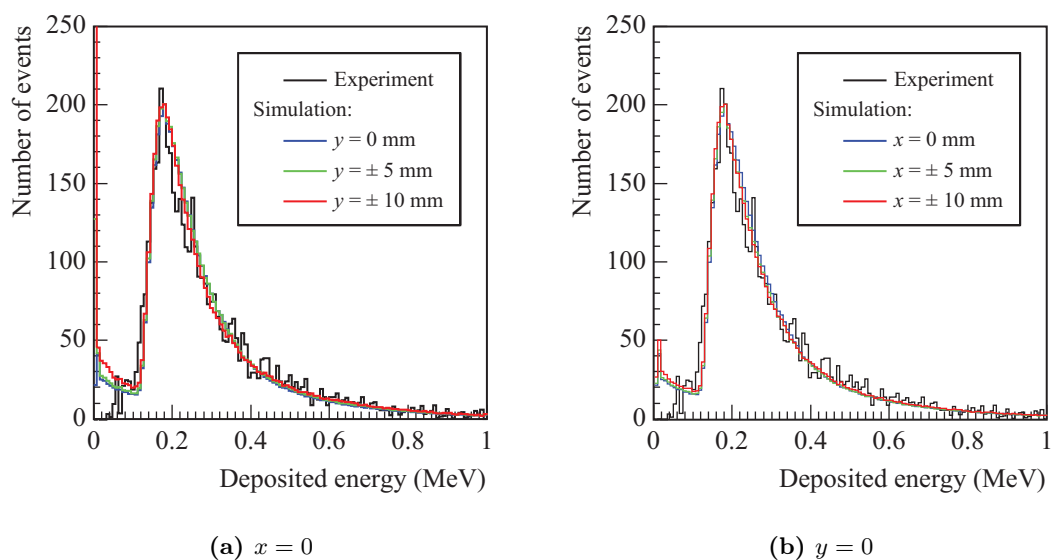 250
200
150
100
50
0
Number of events
Experiment
Simulation:
y = 0 mm
y = ± 5 mm
y = ± 10 mm
0 0.2 0.4 0.6 0.8 1
Deposited energy (MeV)
(a) x = 0
250
200
150
100
50
0
Number of events
Experiment
Simulation:
x = 0 mm
x = ± 5 mm
x = ± 10 mm
0 0.2 0.4 0.6 0.8 1
Deposited energy (MeV)
(b) y = 0